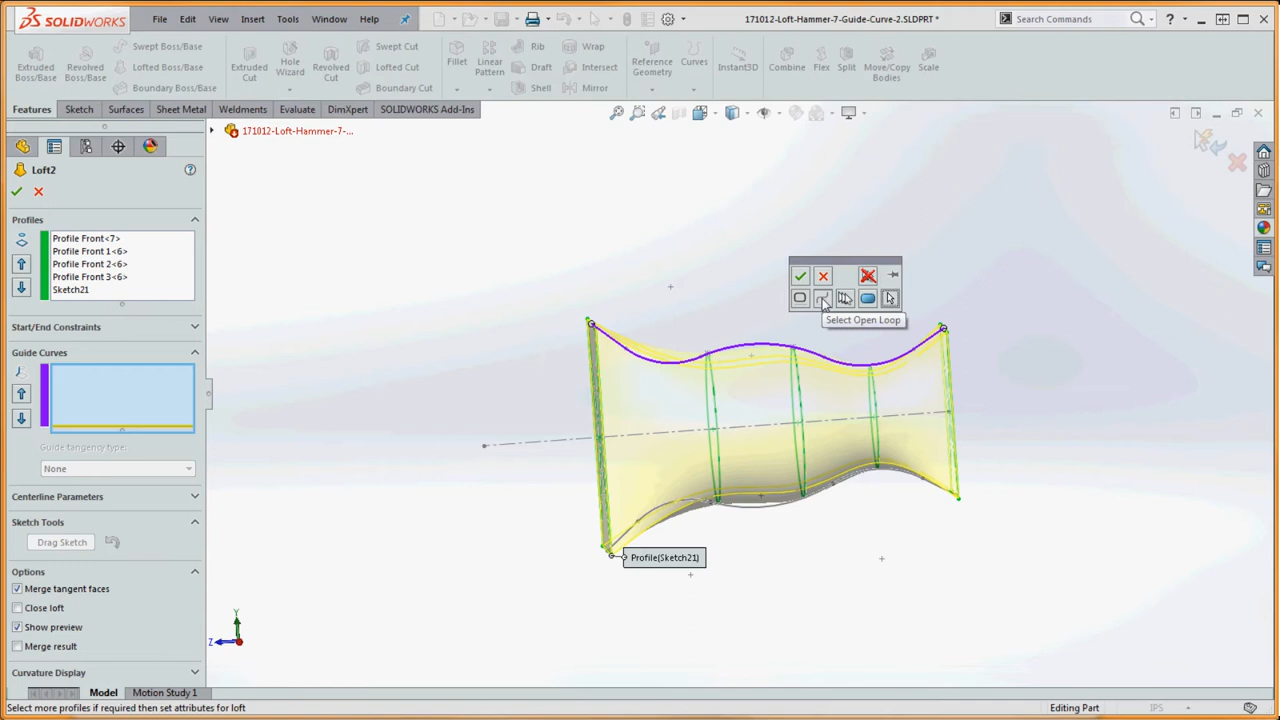 SOLIDWORKS File Edit View Insert Tools Window Help 171012-Loft-Hammer-7-Guide-Curve-2.SLDPRT * Search Commands
Extruded Boss/Base
Revolved Boss/Base
Swept Boss/Base
Lofted Boss/Base
Boundary Boss/Base
Extruded Cut
Hole Wizard
Revolved Cut
Swept Cut
Lofted Cut
Boundary Cut
Fillet
Linear Pattern
Rib
Draft
Shell
Wrap
Intersect
Mirror
Reference Geometry
Curves
Instant3D
Combine
Flex
Split
Move/Copy Bodies
Scale
Features Sketch Surfaces Sheet Metal Weldments Evaluate DimXpert SOLIDWORKS Add-Ins
171012-Loft-Hammer-7-...
Loft2
Profiles
Profile Front<7>
Profile Front 1<6>
Profile Front 2<6>
Profile Front 3<6>
Sketch21
Start/End Constraints
Guide Curves
Guide tangency type:
None
Centerline Parameters
Sketch Tools
Drag Sketch
Options
Merge tangent faces
Close loft
Show preview
Merge result
Curvature Display
Select Open Loop
Profile(Sketch21)
Y
Z
Model Motion Study 1
Select more profiles if required then set attributes for loft Editing Part IPS